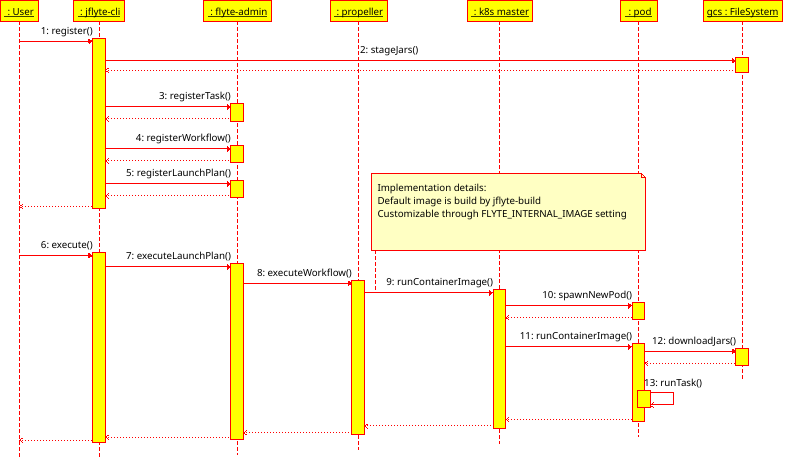 : User
: jflyte-cli
: flyte-admin
: propeller
: k8s master
: pod
gcs : FileSystem
1: register()
2: stageJars()
3: registerTask()
4: registerWorkflow()
5: registerLaunchPlan()
Implementation details:
Default image is build by jflyte-build
Customizable through FLYTE_INTERNAL_IMAGE setting
6: execute()
7: executeLaunchPlan()
8: executeWorkflow()
9: runContainerImage()
10: spawnNewPod()
11: runContainerImage()
12: downloadJars()
13: runTask()